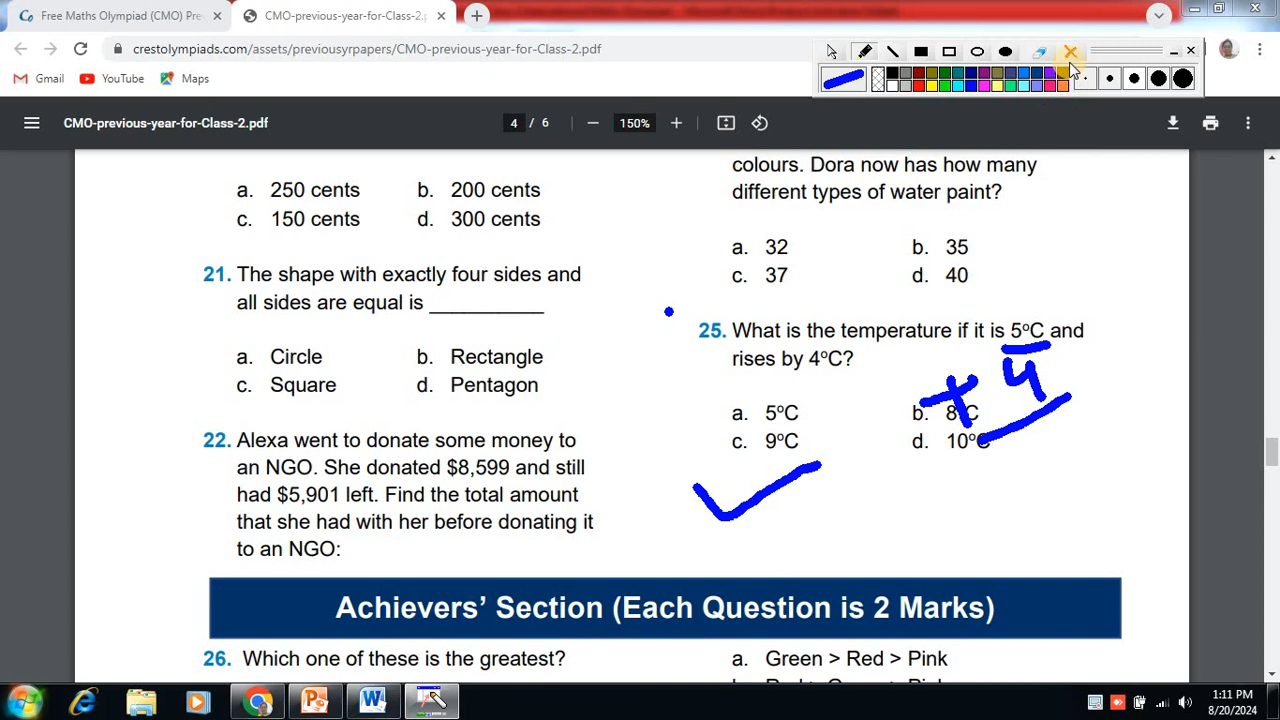 Free Maths Olympiad (CMO) Pre
CMO-previous-year-for-Class-2.p
crestolympiads.com/assets/previousyrpapers/CMO-previous-year-for-Class-2.pdf
Gmail YouTube Maps
CMO-previous-year-for-Class-2.pdf
4 / 6
150%
a. 250 cents b. 200 cents
c. 150 cents d. 300 cents
21. The shape with exactly four sides and
all sides are equal is __________
a. Circle b. Rectangle
c. Square d. Pentagon
22. Alexa went to donate some money to
an NGO. She donated $8,599 and still
had $5,901 left. Find the total amount
that she had with her before donating it
to an NGO:
colours. Dora now has how many
different types of water paint?
a. 32 b. 35
c. 37 d. 40
25. What is the temperature if it is 5°C and
rises by 4°C?
+ 4
a. 5°C b. 8°C
c. 9°C d. 10°C
Achievers’ Section (Each Question is 2 Marks)
26. Which one of these is the greatest?
a. Green > Red > Pink
1:11 PM
8/20/2024